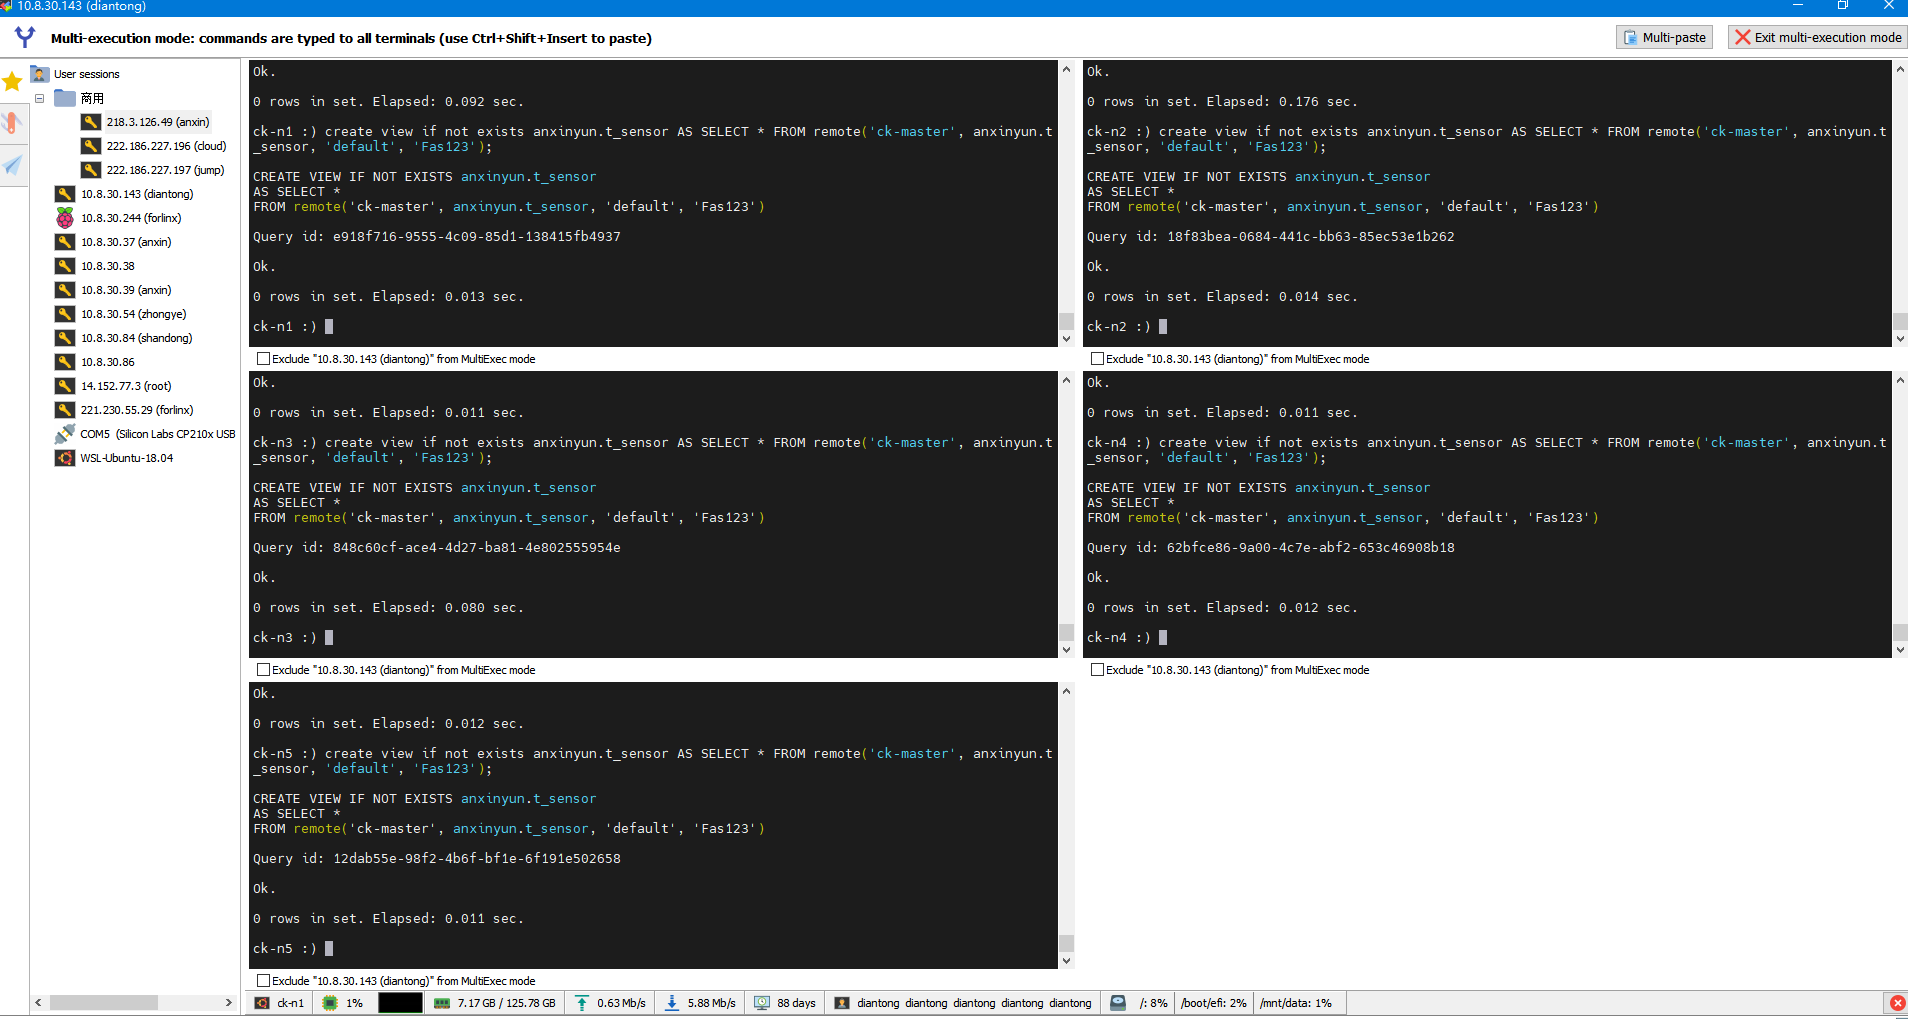 10.8.30.143 (diantong)
Multi-execution mode: commands are typed to all terminals (use Ctrl+Shift+Insert to paste)
Multi-paste
Exit multi-execution mode
User sessions
商用
218.3.126.49 (anxin)
222.186.227.196 (cloud)
222.186.227.197 (jump)
10.8.30.143 (diantong)
10.8.30.244 (forlinx)
10.8.30.37 (anxin)
10.8.30.38
10.8.30.39 (anxin)
10.8.30.54 (zhongye)
10.8.30.84 (shandong)
10.8.30.86
14.152.77.3 (root)
221.230.55.29 (forlinx)
COM5 (Silicon Labs CP210x USB
WSL-Ubuntu-18.04
Ok.
0 rows in set. Elapsed: 0.092 sec.
ck-n1 :) create view if not exists anxinyun.t_sensor AS SELECT * FROM remote('ck-master', anxinyun.t
_sensor, 'default', 'Fas123');
CREATE VIEW IF NOT EXISTS anxinyun.t_sensor
AS SELECT *
FROM remote('ck-master', anxinyun.t_sensor, 'default', 'Fas123')
Query id: e918f716-9555-4c09-85d1-138415fb4937
Ok.
0 rows in set. Elapsed: 0.013 sec.
ck-n1 :)
Exclude "10.8.30.143 (diantong)" from MultiExec mode
Ok.
0 rows in set. Elapsed: 0.176 sec.
ck-n2 :) create view if not exists anxinyun.t_sensor AS SELECT * FROM remote('ck-master', anxinyun.t
_sensor, 'default', 'Fas123');
CREATE VIEW IF NOT EXISTS anxinyun.t_sensor
AS SELECT *
FROM remote('ck-master', anxinyun.t_sensor, 'default', 'Fas123')
Query id: 18f83bea-0684-441c-bb63-85ec53e1b262
Ok.
0 rows in set. Elapsed: 0.014 sec.
ck-n2 :)
Exclude "10.8.30.143 (diantong)" from MultiExec mode
Ok.
0 rows in set. Elapsed: 0.011 sec.
ck-n3 :) create view if not exists anxinyun.t_sensor AS SELECT * FROM remote('ck-master', anxinyun.t
_sensor, 'default', 'Fas123');
CREATE VIEW IF NOT EXISTS anxinyun.t_sensor
AS SELECT *
FROM remote('ck-master', anxinyun.t_sensor, 'default', 'Fas123')
Query id: 848c60cf-ace4-4d27-ba81-4e802555954e
Ok.
0 rows in set. Elapsed: 0.080 sec.
ck-n3 :)
Exclude "10.8.30.143 (diantong)" from MultiExec mode
Ok.
0 rows in set. Elapsed: 0.011 sec.
ck-n4 :) create view if not exists anxinyun.t_sensor AS SELECT * FROM remote('ck-master', anxinyun.t
_sensor, 'default', 'Fas123');
CREATE VIEW IF NOT EXISTS anxinyun.t_sensor
AS SELECT *
FROM remote('ck-master', anxinyun.t_sensor, 'default', 'Fas123')
Query id: 62bfce86-9a00-4c7e-abf2-653c46908b18
Ok.
0 rows in set. Elapsed: 0.012 sec.
ck-n4 :)
Exclude "10.8.30.143 (diantong)" from MultiExec mode
Ok.
0 rows in set. Elapsed: 0.012 sec.
ck-n5 :) create view if not exists anxinyun.t_sensor AS SELECT * FROM remote('ck-master', anxinyun.t
_sensor, 'default', 'Fas123');
CREATE VIEW IF NOT EXISTS anxinyun.t_sensor
AS SELECT *
FROM remote('ck-master', anxinyun.t_sensor, 'default', 'Fas123')
Query id: 12dab55e-98f2-4b6f-bf1e-6f191e502658
Ok.
0 rows in set. Elapsed: 0.011 sec.
ck-n5 :)
Exclude "10.8.30.143 (diantong)" from MultiExec mode
ck-n1 1% 7.17 GB / 125.78 GB 0.63 Mb/s 5.88 Mb/s 88 days diantong diantong diantong diantong diantong /: 8% /boot/efi: 2% /mnt/data: 1%